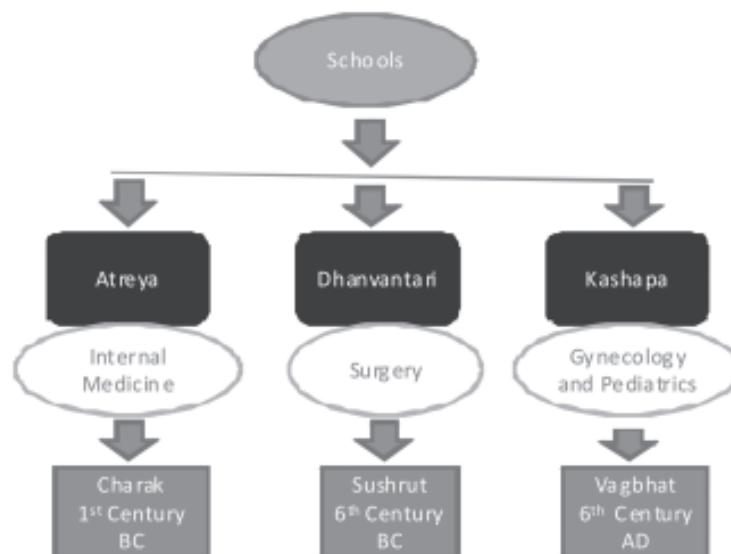 Schools
Atreya
Dhanvantari
Kashapa
Internal
Medicine
Surgery
Gynecology
and Pediatrics
Charak
1st Century
BC
Sushrut
6th Century
BC
Vagbhat
6th Century
AD